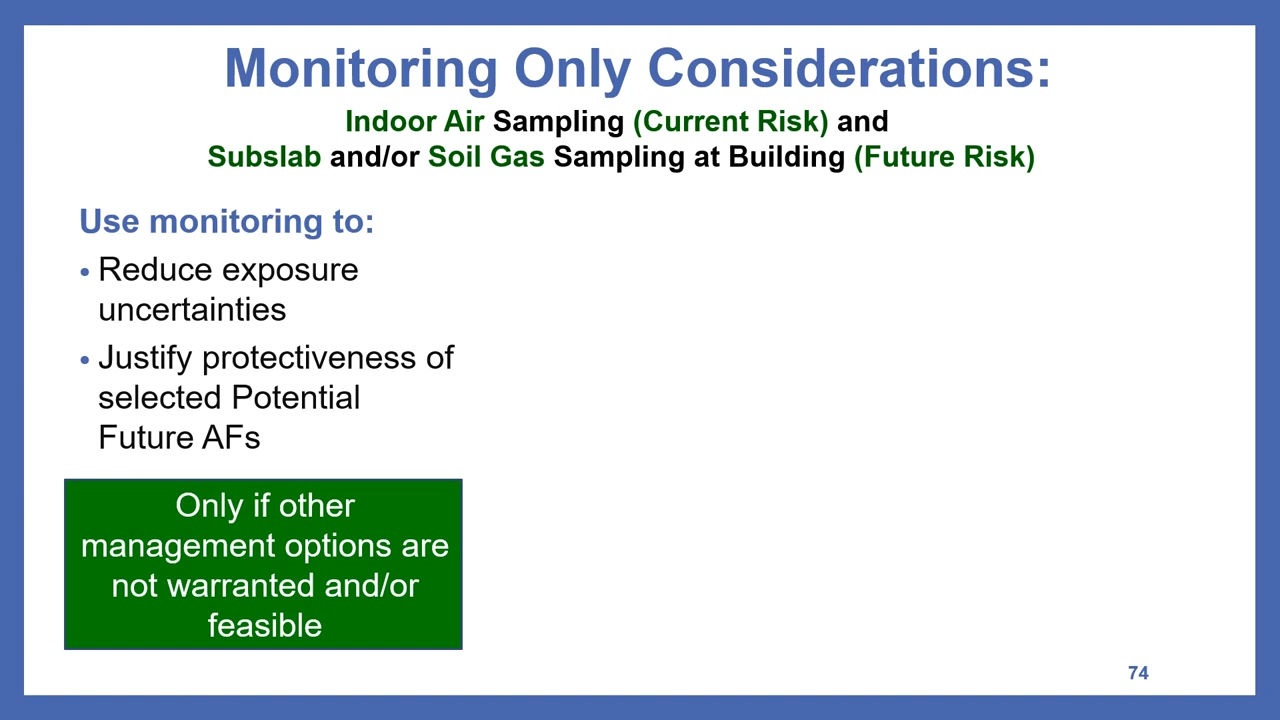 Monitoring Only Considerations:
Indoor Air Sampling (Current Risk) and
Subslab and/or Soil Gas Sampling at Building (Future Risk)
Use monitoring to:
• Reduce exposure
uncertainties
• Justify protectiveness of
selected Potential
Future AFs
Only if other
management options are
not warranted and/or
feasible
74